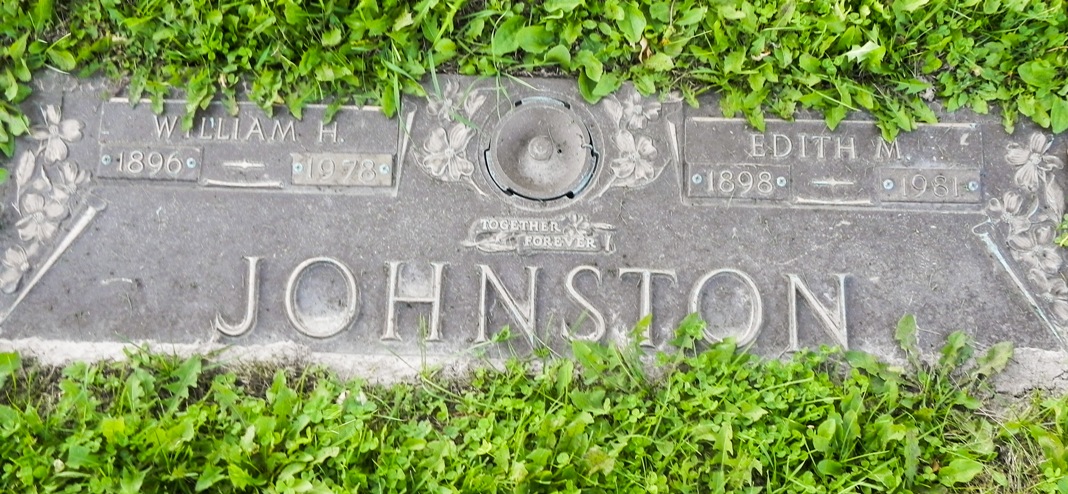 WILLIAM H.
1896 - 1978
EDITH M.
1898 - 1981
TOGETHER
FOREVER
JOHNSTON